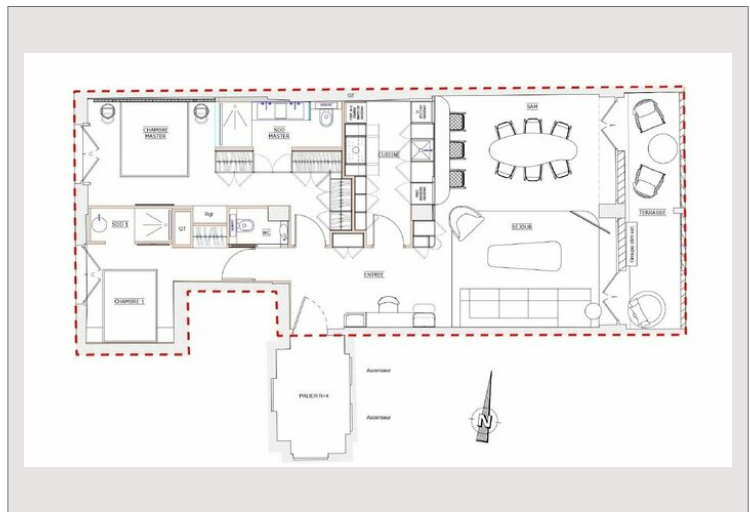 GT
SAM
CHAMBRE
MASTER
SDD
MASTER
CUISINE
TERRASSE
SDD 1
Rgt
GT
WC
SEJOUR
ENTREE
CHAMBRE 1
PALIER R+4
Ascenseur
Ascenseur
N